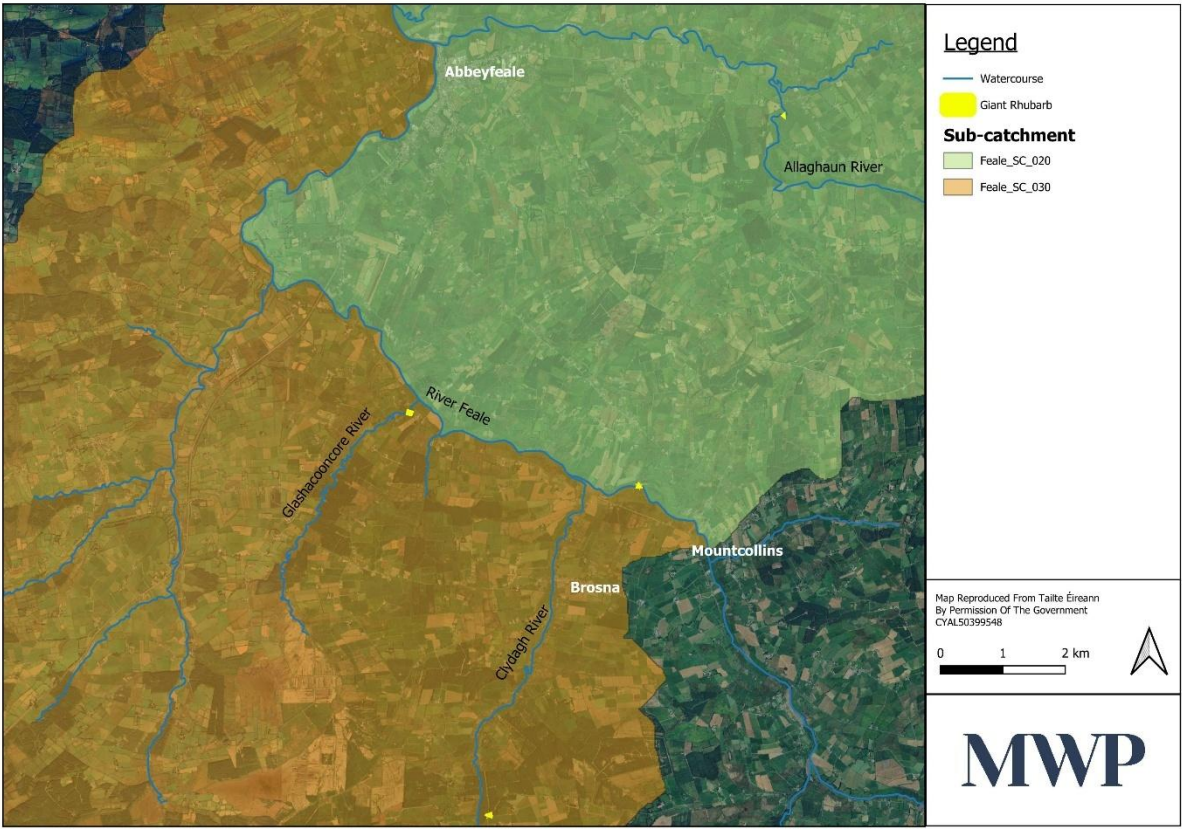 Abbeyfeale
Allaghaun River
River Feale
Glashacooncore River
Mountcollins
Brosna
Clydagh River
Legend
Watercourse
Giant Rhubarb
Sub-catchment
Feale_SC_020
Feale_SC_030
Map Reproduced From Tailte Éireann
By Permission Of The Government
CYAL50399548
0 1 2 km
MWP